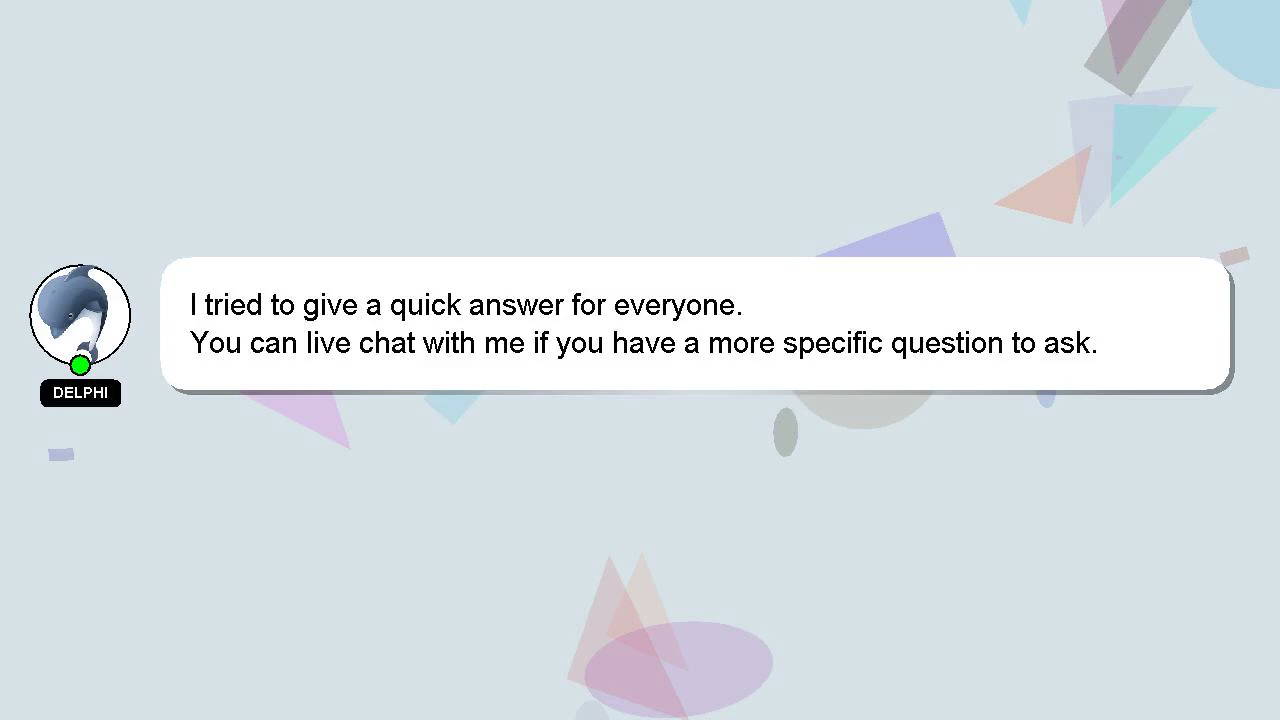 I tried to give a quick answer for everyone.
You can live chat with me if you have a more specific question to ask.
DELPHI